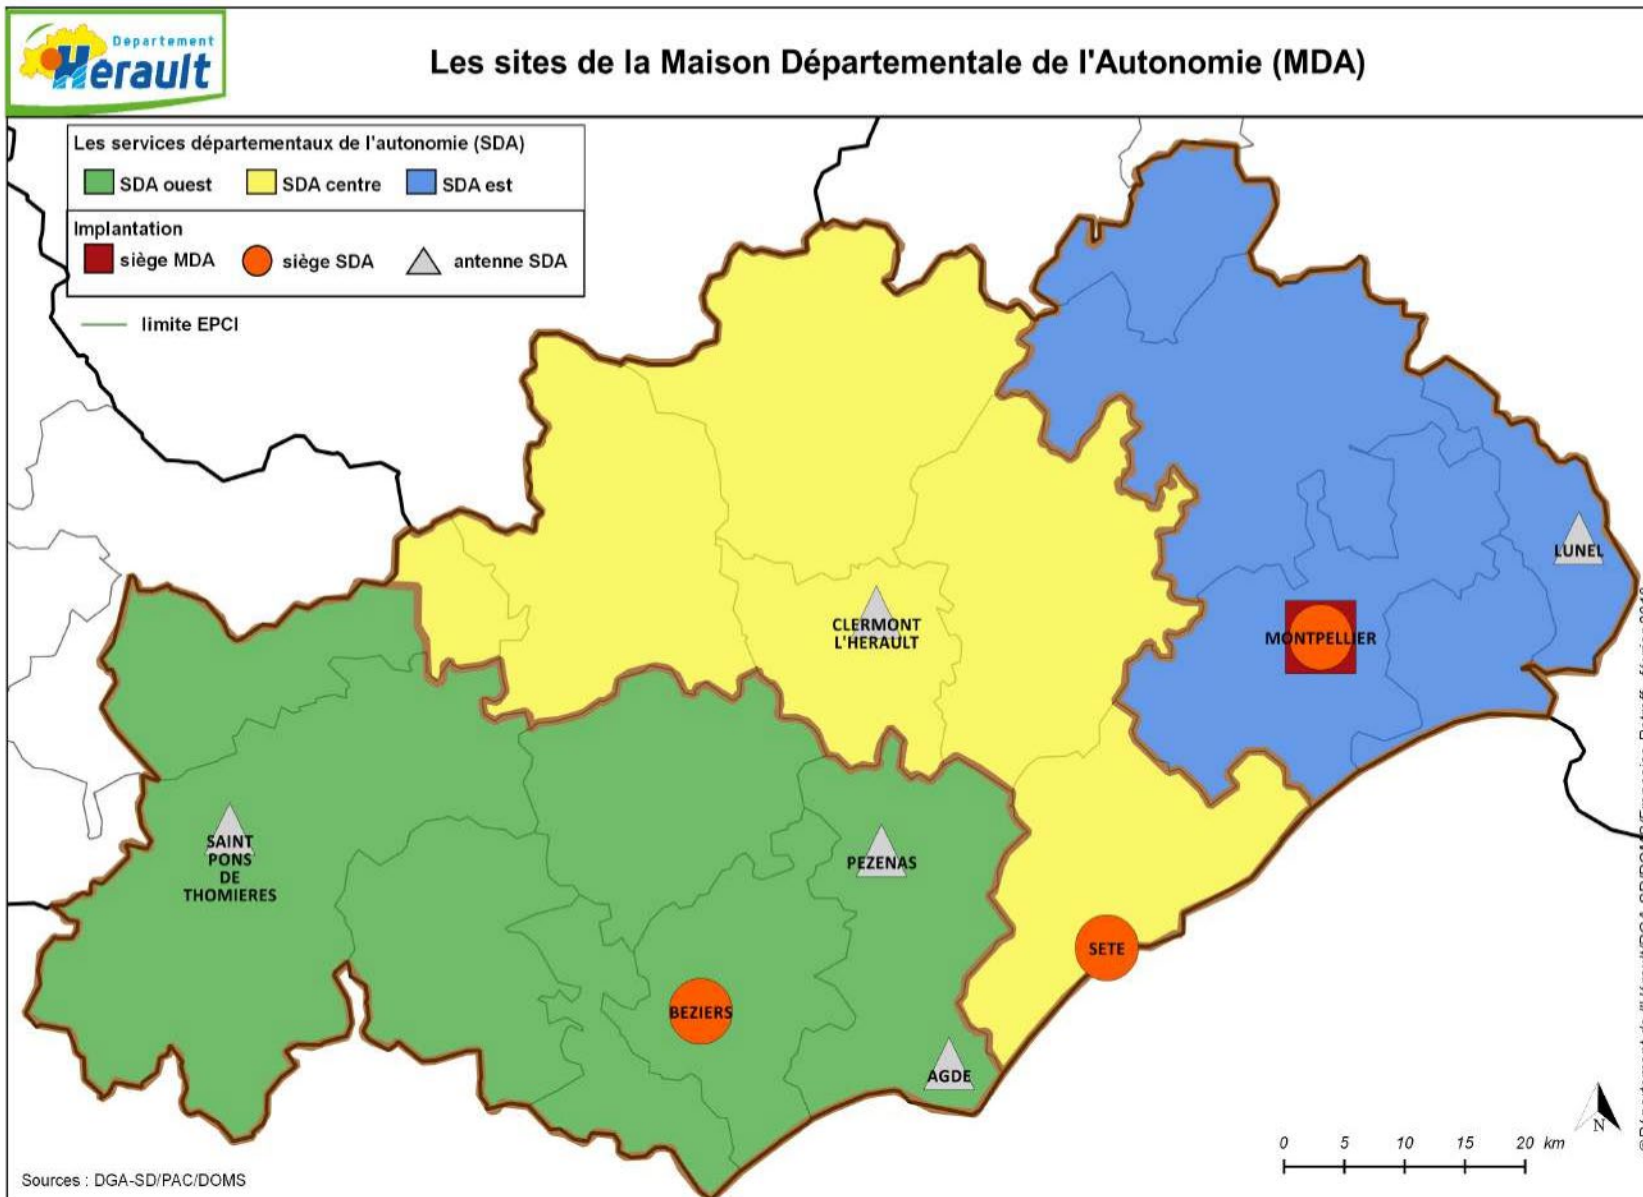 Departement
Hérault
Les sites de la Maison Départementale de l'Autonomie (MDA)
Les services départementaux de l'autonomie (SDA)
SDA ouest SDA centre SDA est
Implantation
siège MDA siège SDA antenne SDA
limite EPCI
LUNEL
CLERMONT
L'HERAULT
MONTPELLIER
SAINT
PONS
DE
THOMIERES
PEZENAS
SETE
BEZIERS
AGDE
N
0 5 10 15 20 km
Sources : DGA-SD/PAC/DOMS